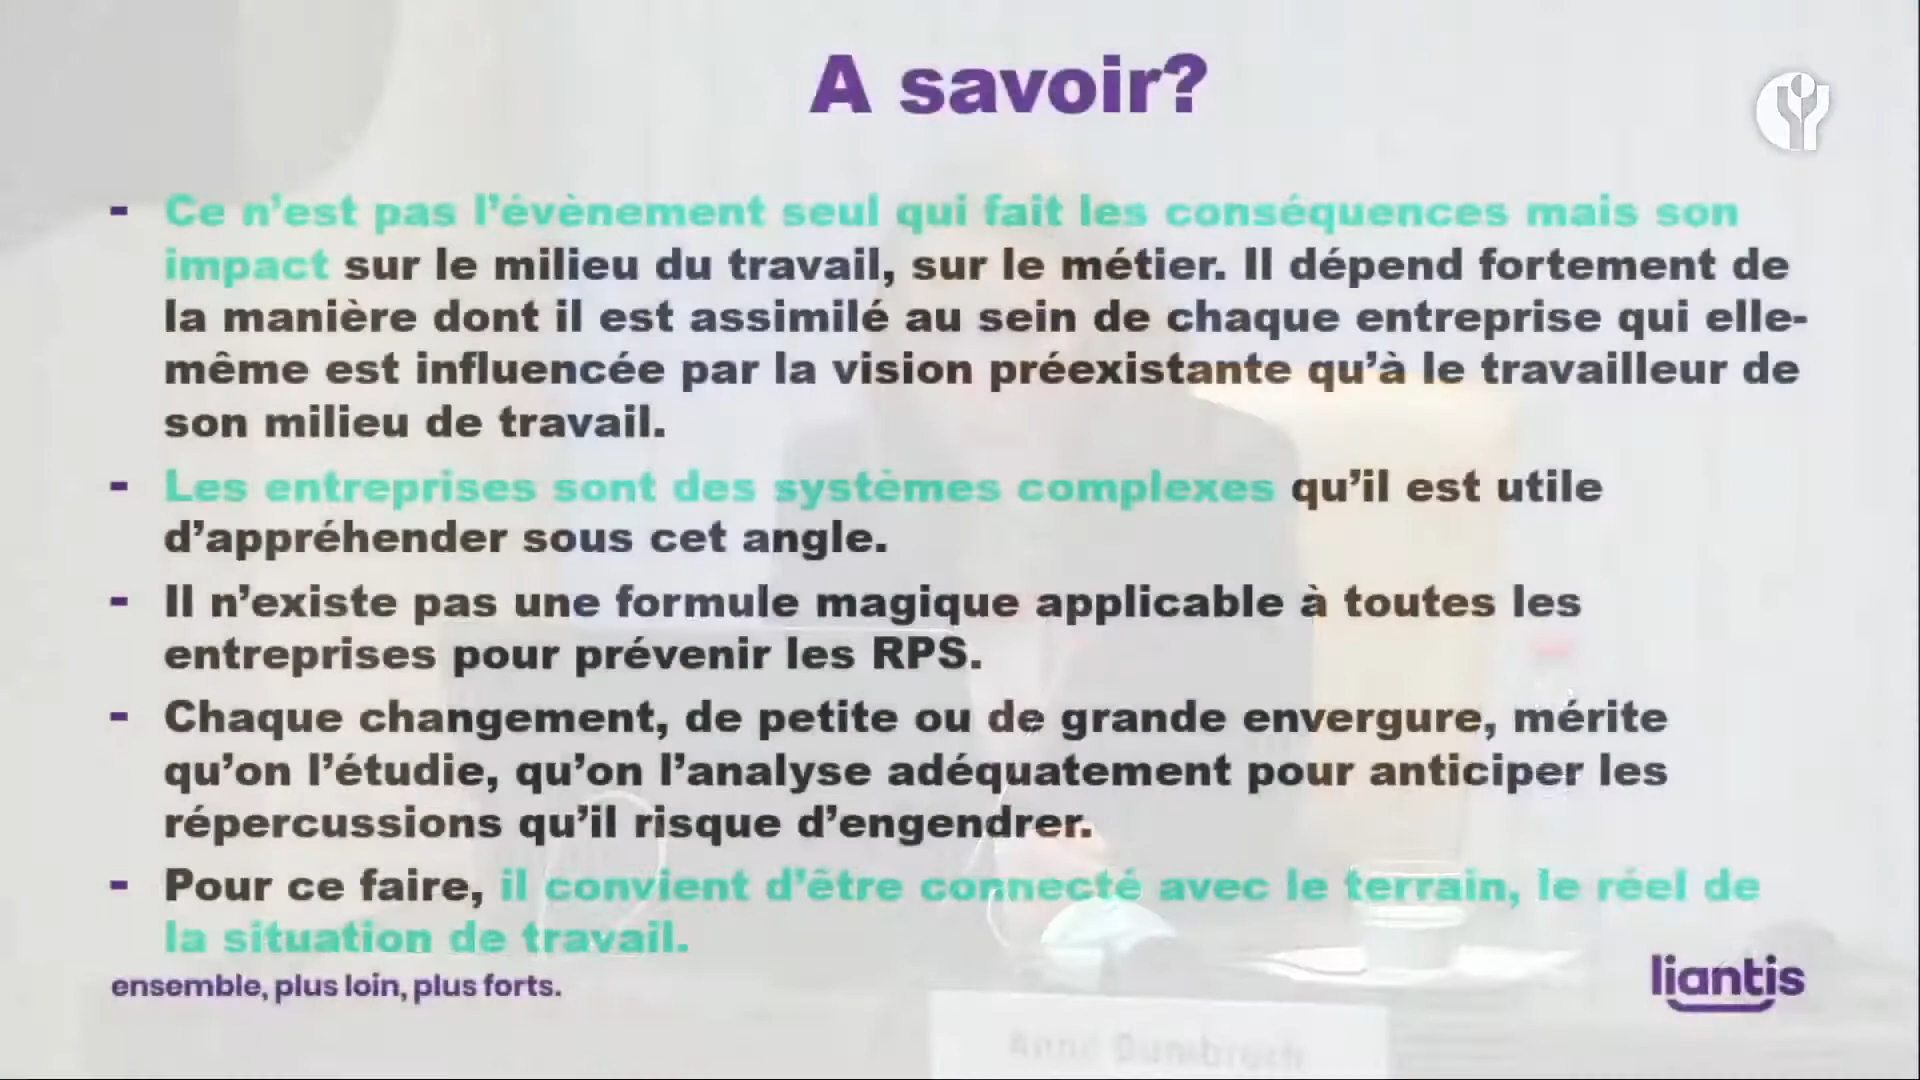 A savoir?
- Ce n’est pas l’évènement seul qui fait les conséquences mais son
impact sur le milieu du travail, sur le métier. Il dépend fortement de
la manière dont il est assimilé au sein de chaque entreprise qui elle-
même est influencée par la vision préexistante qu’à le travailleur de
son milieu de travail.
- Les entreprises sont des systèmes complexes qu’il est utile
d’appréhender sous cet angle.
- Il n’existe pas une formule magique applicable à toutes les
entreprises pour prévenir les RPS.
- Chaque changement, de petite ou de grande envergure, mérite
qu’on l’étudie, qu’on l’analyse adéquatement pour anticiper les
répercussions qu’il risque d’engendrer.
- Pour ce faire, il convient d’être connecté avec le terrain, le réel de
la situation de travail.
ensemble, plus loin, plus forts.
liantis
Anne